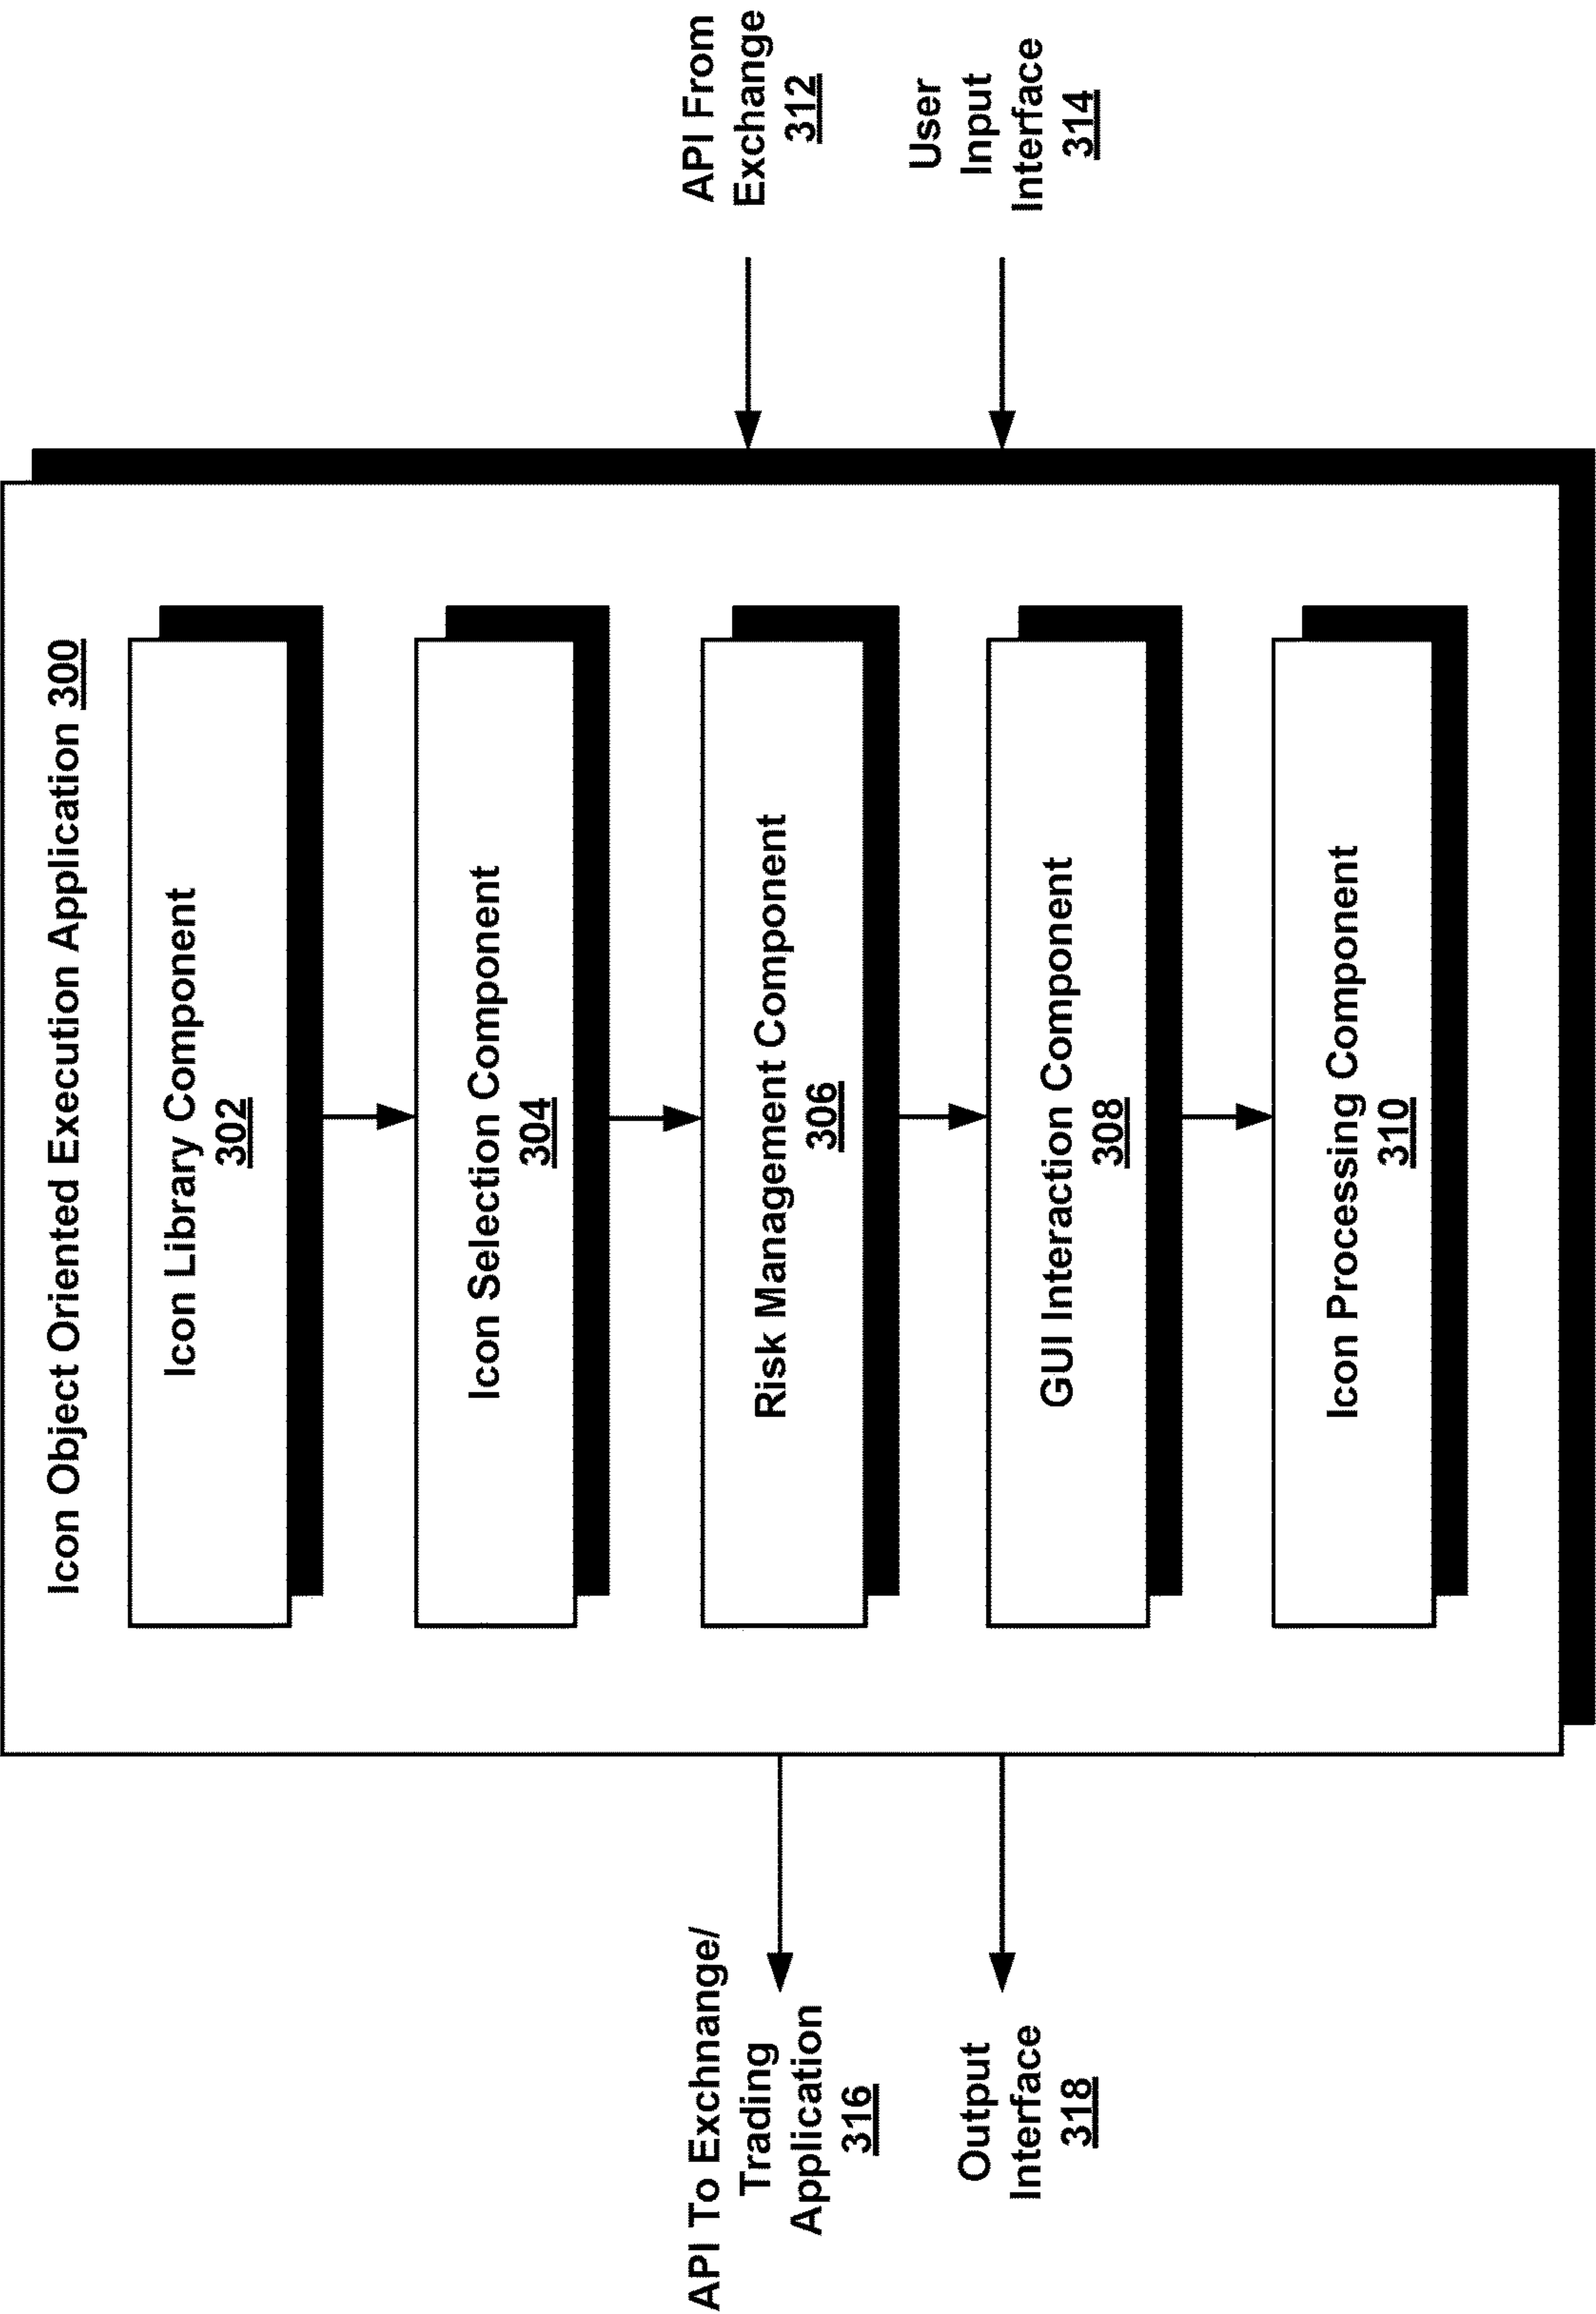 Icon Object Oriented Execution Application 300
Icon Library Component
302
Icon Selection Component
304
Risk Management Component
306
GUI Interaction Component
308
Icon Processing Component
310
API To Exchnange/
Trading
Application
316
Output
Interface
318
API From
Exchange
312
User
Input
Interface
314